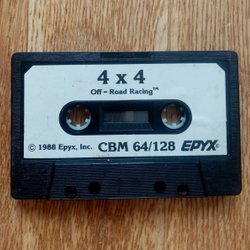 4 x 4
Off - Road Racing™
© 1988 Epyx, Inc. CBM 64/128 EPYX®